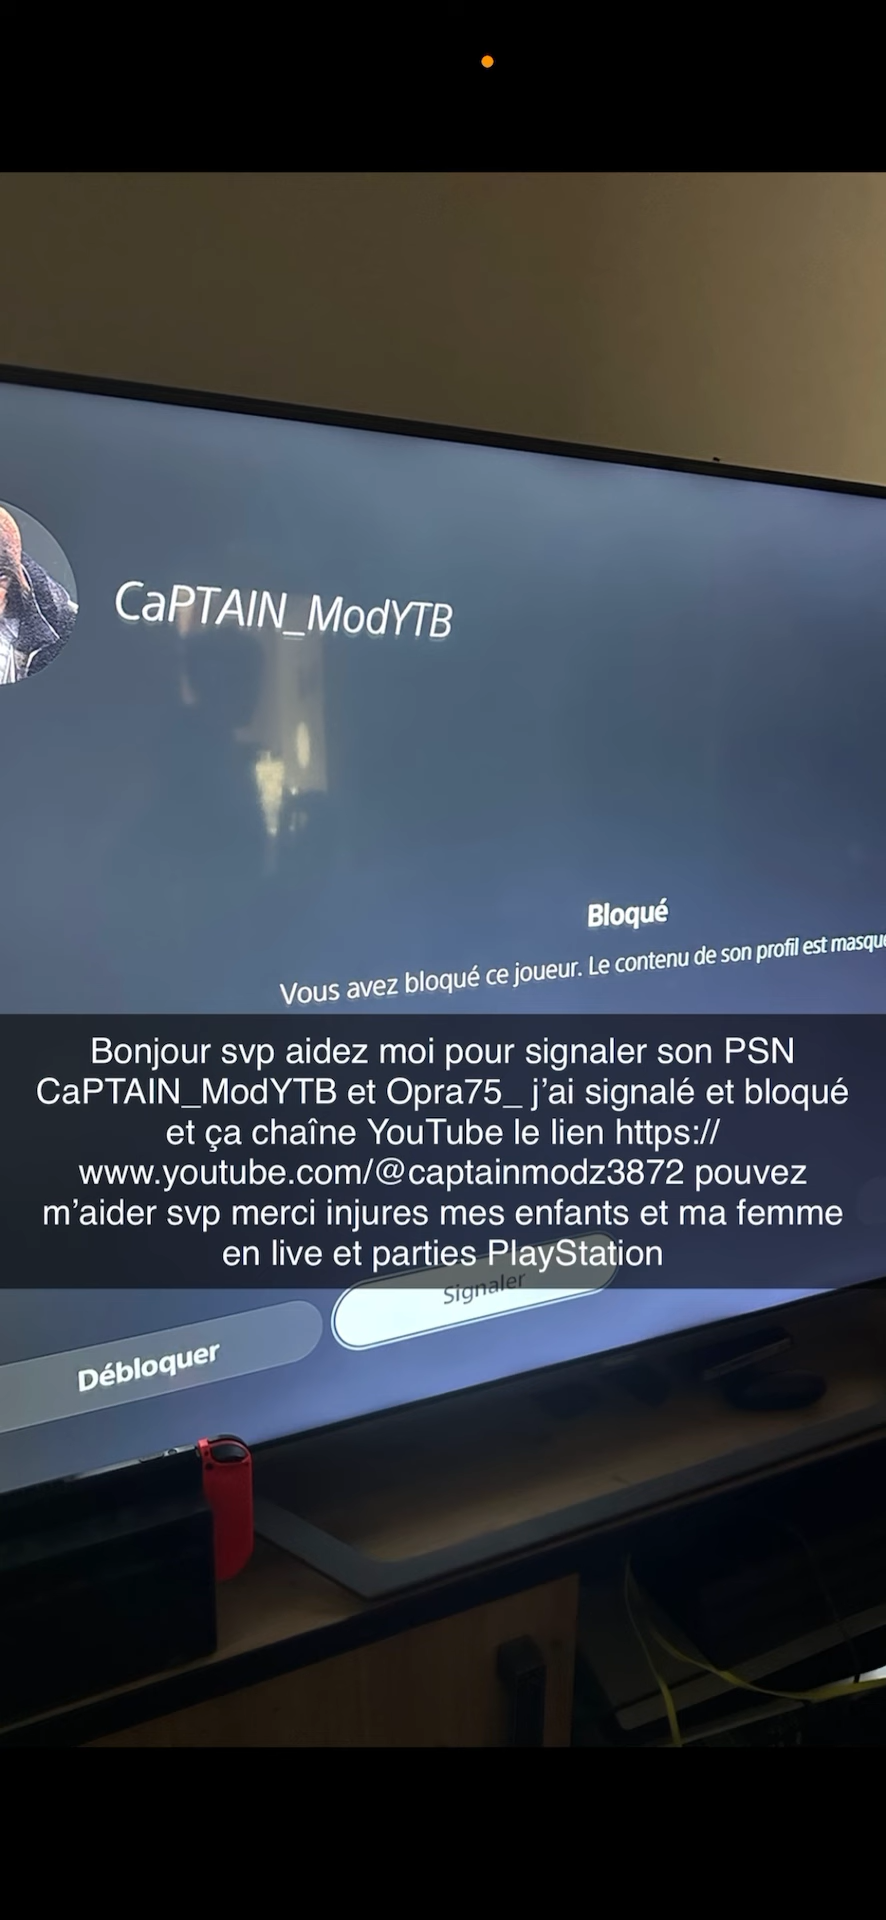 CaPTAIN_ModYTB
Bloqué
Vous avez bloqué ce joueur. Le contenu de son profil est
Bonjour svp aidez moi pour signaler son PSN
CaPTAIN_ModYTB et Opra75_ j’ai signalé et bloqué
et ça chaîne YouTube le lien https://
www.youtube.com/@captainmodz3872 pouvez
m’aider svp merci injures mes enfants et ma femme
en live et parties PlayStation
Signaler
Débloquer